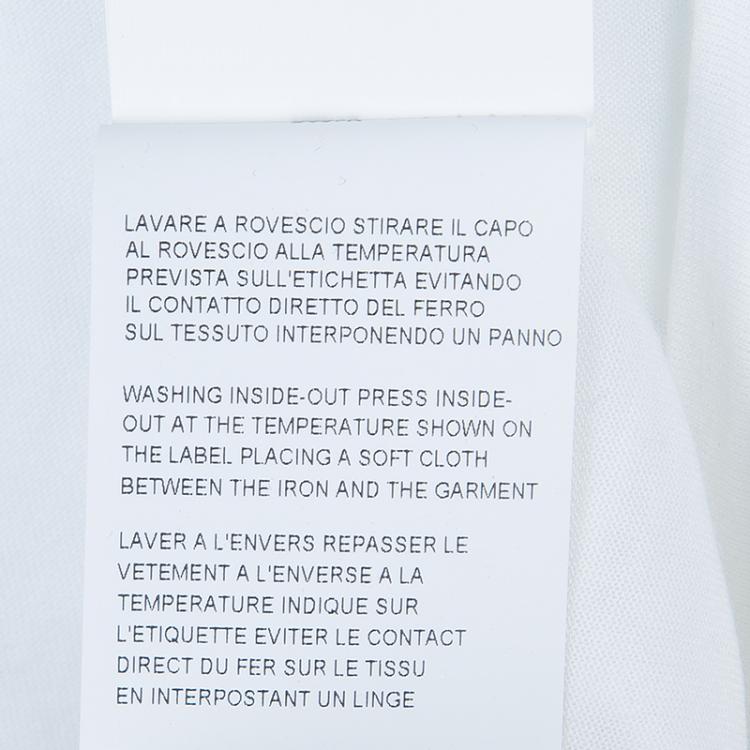 LAVARE A ROVESCIO STIRARE IL CAPO
AL ROVESCIO ALLA TEMPERATURA
PREVISTA SULL'ETICHETTA EVITANDO
IL CONTATTO DIRETTO DEL FERRO
SUL TESSUTO INTERPONENDO UN PANNO
WASHING INSIDE-OUT PRESS INSIDE-
OUT AT THE TEMPERATURE SHOWN ON
THE LABEL PLACING A SOFT CLOTH
BETWEEN THE IRON AND THE GARMENT
LAVER A L'ENVERS REPASSER LE
VETEMENT A L'ENVERSE A LA
TEMPERATURE INDIQUE SUR
L'ETIQUETTE EVITER LE CONTACT
DIRECT DU FER SUR LE TISSU
EN INTERPOSTANT UN LINGE